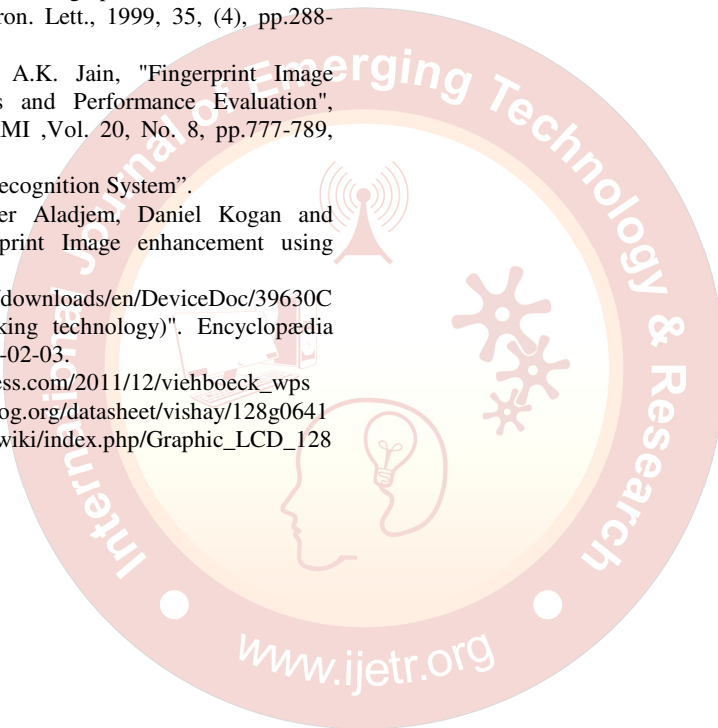 ron. Lett., 1999, 35, (4), pp.288-
A.K. Jain, "Fingerprint Image
s and Performance Evaluation",
AMI ,Vol. 20, No. 8, pp.777-789,
ecognition System”.
er Aladjem, Daniel Kogan and
print Image enhancement using
/downloads/en/DeviceDoc/39630C
king technology)". Encyclopædia
-02-03.
ess.com/2011/12/viehboeck_wps
og.org/datasheet/vishay/128g0641
wiki/index.php/Graphic_LCD_128
International Journal of Emerging Technology & Research
www.ijetr.org